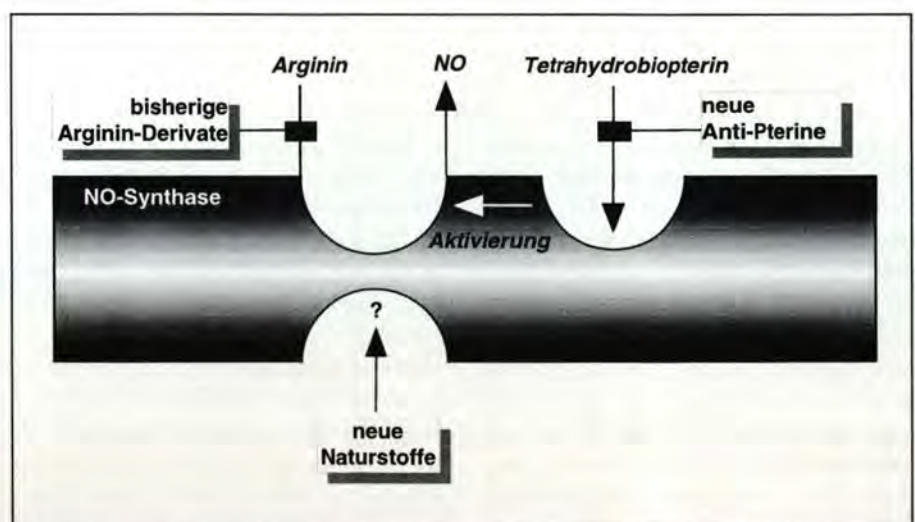 Arginin
NO
Tetrahydrobiopterin
bisherige
Arginin-Derivate
neue
Anti-Pterine
NO-Synthase
Aktivierung
?
neue
Naturstoffe